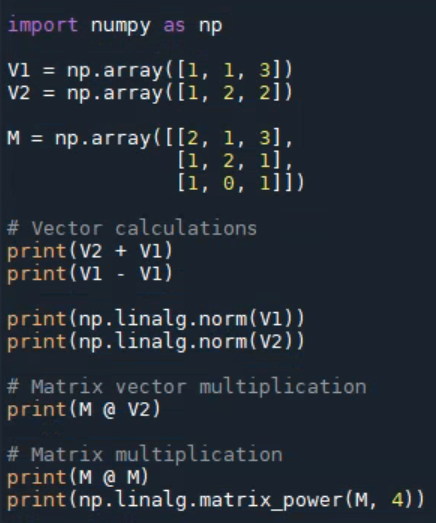 import numpy as np
V1 = np.array([1, 1, 3])
V2 = np.array([1, 2, 2])
M = np.array([[2, 1, 3],
              [1, 2, 1],
              [1, 0, 1]])
# Vector calculations
print(V2 + V1)
print(V1 - V1)
print(np.linalg.norm(V1))
print(np.linalg.norm(V2))
# Matrix vector multiplication
print(M @ V2)
# Matrix multiplication
print(M @ M)
print(np.linalg.matrix_power(M, 4))